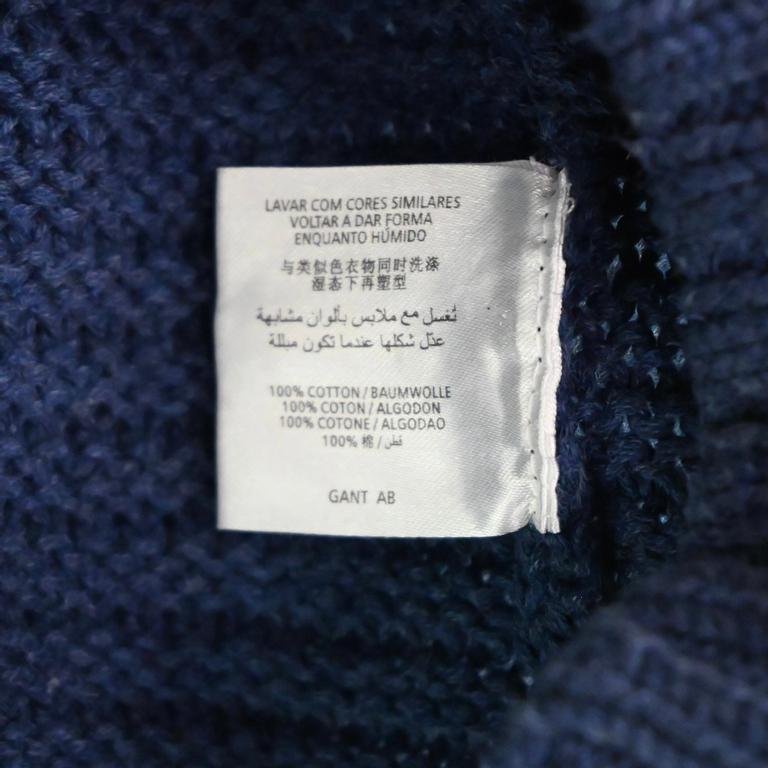 LAVAR COM CORES SIMILARES
VOLTAR A DAR FORMA
ENQUANTO HÚMIDO
与类似色衣物同时洗涤
湿态下再塑型
تُغسل مع ملابس بألوان مشابهة
عدّل شكلها عندما تكون مبللة
100% COTTON / BAUMWOLLE
100% COTON / ALGODON
100% COTONE / ALGODAO
100% 棉 / قطن
GANT AB